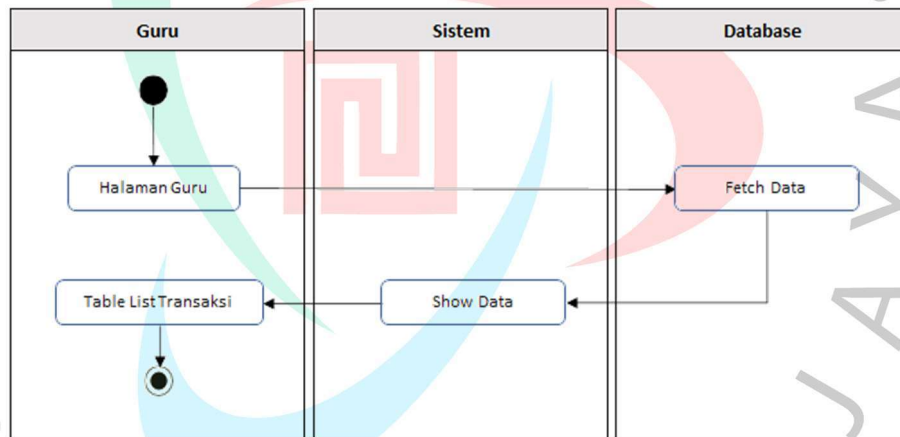 Guru
Sistem
Database
Halaman Guru
Fetch Data
Table List Transaksi
Show Data
J A Y A